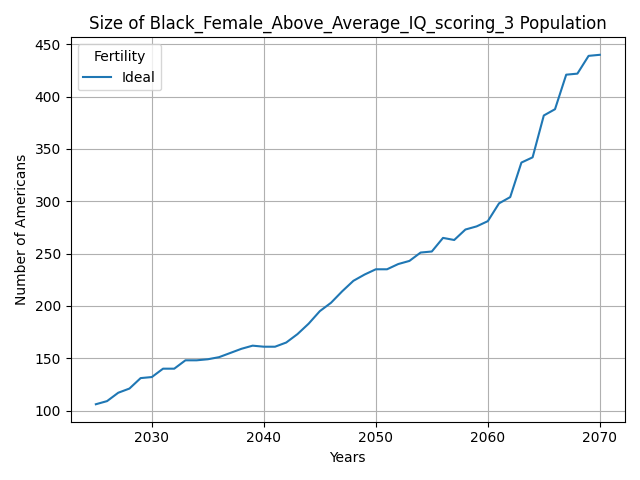 Size of Black_Female_Above_Average_IQ_scoring_3 Population
Fertility
Ideal
450
400
350
300
250
200
150
100
Number of Americans
2030 2040 2050 2060 2070
Years